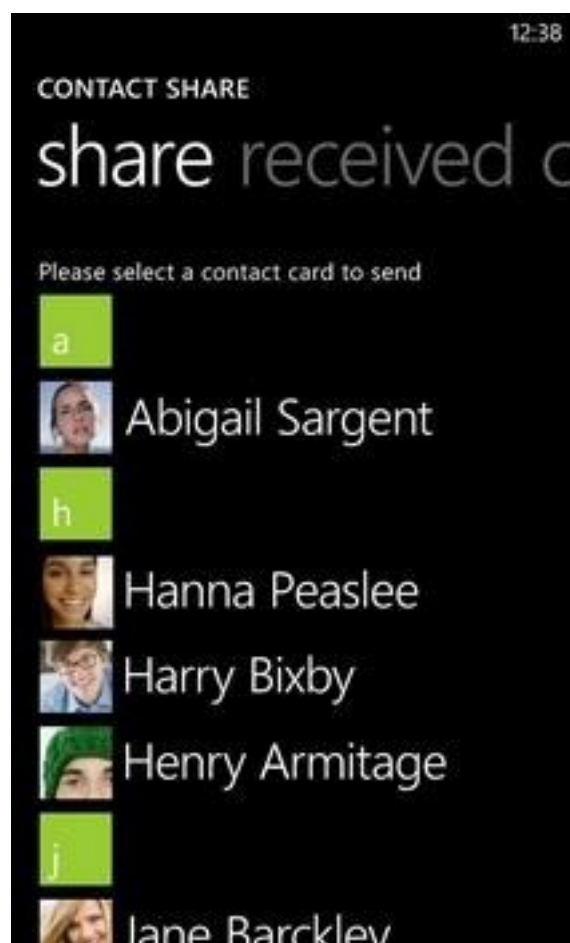 12:38
CONTACT SHARE
share received c
Please select a contact card to send
a
Abigail Sargent
h
Hanna Peaslee
Harry Bixby
Henry Armitage
j
Jane Barckley